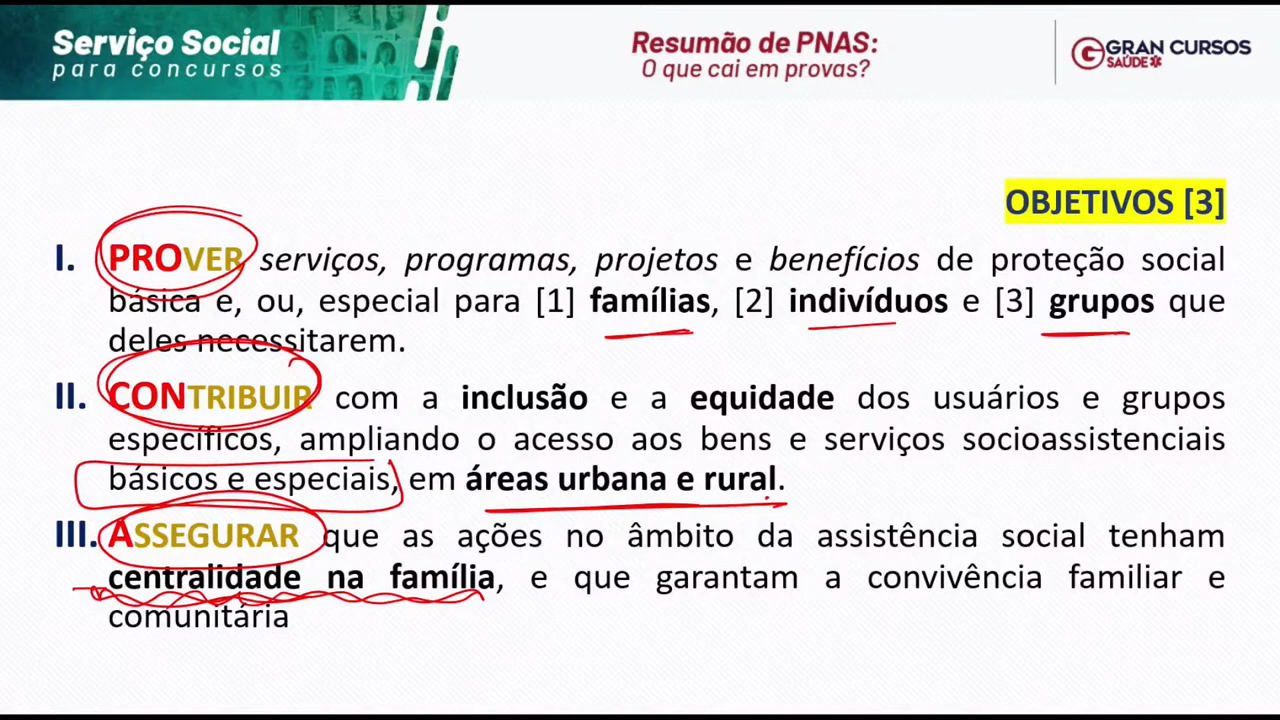 Serviço Social
para concursos
Resumão de PNAS:
O que cai em provas?
GRAN CURSOS
SAÚDE
OBJETIVOS [3]
I. PROVER serviços, programas, projetos e benefícios de proteção social
básica e, ou, especial para [1] famílias, [2] indivíduos e [3] grupos que
deles necessitarem.
II. CONTRIBUIR com a inclusão e a equidade dos usuários e grupos
específicos, ampliando o acesso aos bens e serviços socioassistenciais
básicos e especiais, em áreas urbana e rural.
III. ASSEGURAR que as ações no âmbito da assistência social tenham
centralidade na família, e que garantam a convivência familiar e
comunitária